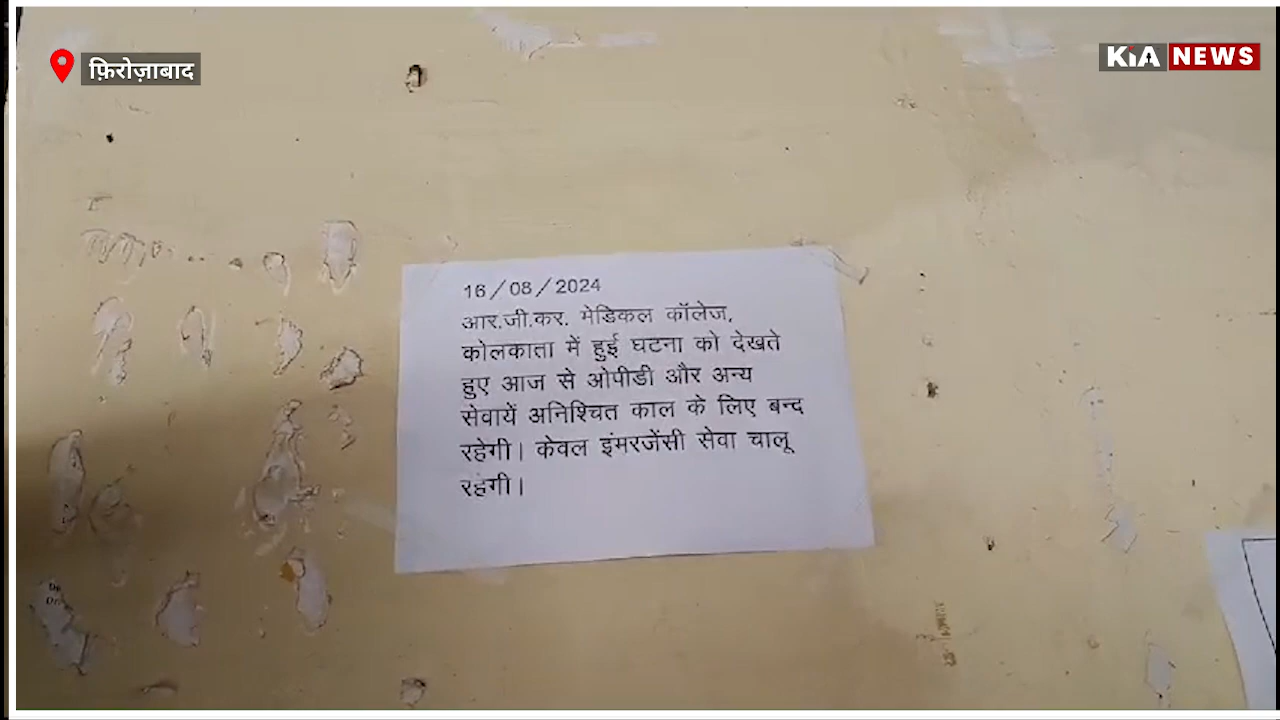 फ़िरोज़ाबाद
KIA NEWS
16/08/2024
आर.जी.कर. मेडिकल कॉलेज,
कोलकाता में हुई घटना को देखते
हुए आज से ओपीडी और अन्य
सेवायें अनिश्चित काल के लिए बन्द
रहेगी। केवल इंमरजेंसी सेवा चालू
रहेगी।